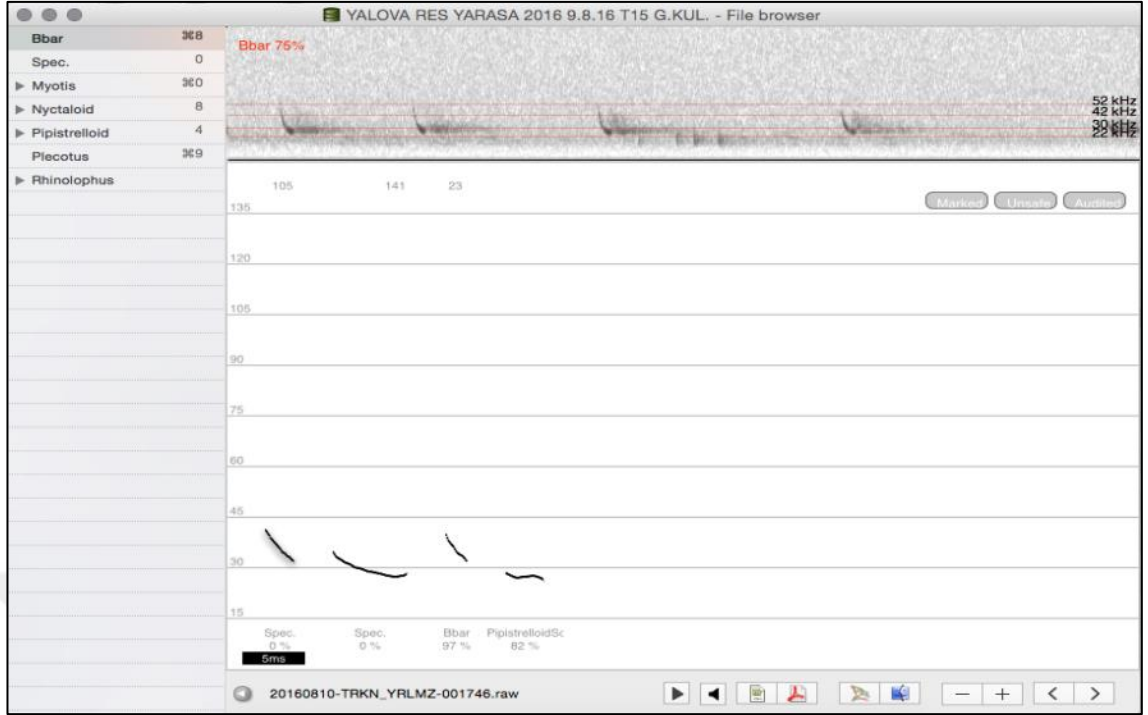 YALOVA RES YARASA 2016 9.8.16 T15 G.KUL. - File browser
Bbar ⌘8
Spec. 0
Myotis ⌘0
Nyctaloid 8
Pipistrelloid 4
Plecotus ⌘9
Rhinolophus
Bbar 75%
52 kHz
42 kHz
30 kHz
22 kHz
105 141 23
Marked Unsafe Audited
135
120
105
90
75
60
45
30
15
Spec. Spec. Bbar PipistrelloidSc
0 % 0 % 97 % 82 %
5ms
20160810-TRKN_YRLMZ-001746.raw